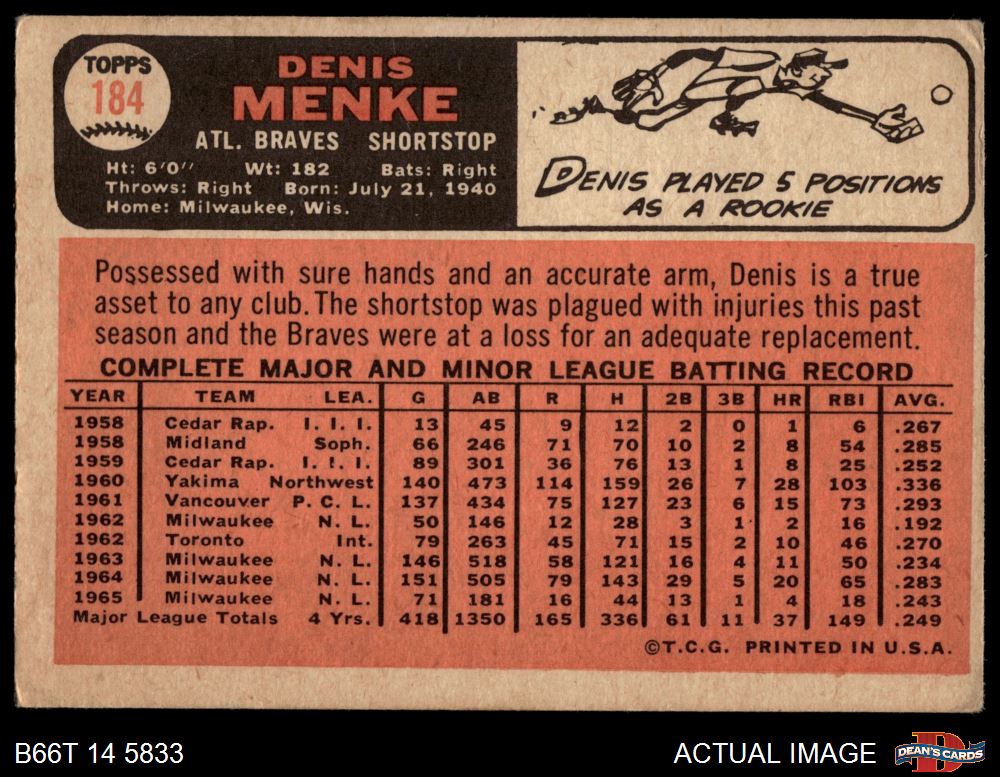 TOPPS
184
DENIS
MENKE
ATL. BRAVES SHORTSTOP
Ht: 6'0" Wt: 182 Bats: Right
Throws: Right Born: July 21, 1940
Home: Milwaukee, Wis.
DENIS PLAYED 5 POSITIONS
AS A ROOKIE
Possessed with sure hands and an accurate arm, Denis is a true
asset to any club. The shortstop was plagued with injuries this past
season and the Braves were at a loss for an adequate replacement.
COMPLETE MAJOR AND MINOR LEAGUE BATTING RECORD
YEAR TEAM LEA. G AB R H 2B 3B HR RBI AVG.
1958 Cedar Rap. I. I. I. 13 45 9 12 2 0 1 6 .267
1958 Midland Soph. 66 246 71 70 10 2 8 54 .285
1959 Cedar Rap. I. I. I. 89 301 36 76 13 1 8 25 .252
1960 Yakima Northwest 140 473 114 159 26 7 28 103 .336
1961 Vancouver P. C. L. 137 434 75 127 23 6 15 73 .293
1962 Milwaukee N. L. 50 146 12 28 3 1 2 16 .192
1962 Toronto Int. 79 263 45 71 15 2 10 46 .270
1963 Milwaukee N. L. 146 518 58 121 16 4 11 50 .234
1964 Milwaukee N. L. 151 505 79 143 29 5 20 65 .283
1965 Milwaukee N. L. 71 181 16 44 13 1 4 18 .243
Major League Totals 4 Yrs. 418 1350 165 336 61 11 37 149 .249
©T.C.G. PRINTED IN U.S.A.
B66T 14 5833
ACTUAL IMAGE
DEAN'S CARDS